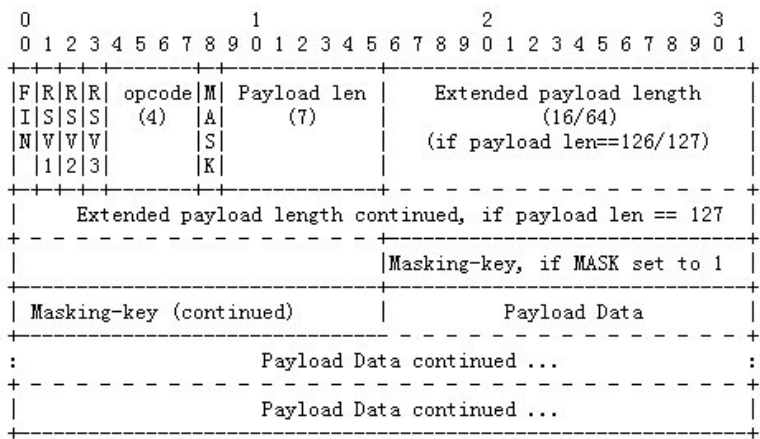 0                   1                   2                   3
0 1 2 3 4 5 6 7 8 9 0 1 2 3 4 5 6 7 8 9 0 1 2 3 4 5 6 7 8 9 0 1
+-+-+-+-+-------+-+-------------+-------------------------------+
|F|R|R|R| opcode|M| Payload len |    Extended payload length    |
|I|S|S|S|  (4)  |A|     (7)     |             (16/64)           |
|N|V|V|V|       |S|             |   (if payload len==126/127)   |
| |1|2|3|       |K|             |                               |
+-+-+-+-+-------+-+-------------+ - - - - - - - - - - - - - - - +
|     Extended payload length continued, if payload len == 127  |
+ - - - - - - - - - - - - - - - +-------------------------------+
|                               |Masking-key, if MASK set to 1  |
+-------------------------------+-------------------------------+
| Masking-key (continued)       |          Payload Data         |
+-------------------------------- - - - - - - - - - - - - - - - +
:                     Payload Data continued ...                :
+ - - - - - - - - - - - - - - - - - - - - - - - - - - - - - - - +
|                     Payload Data continued ...                |
+---------------------------------------------------------------+